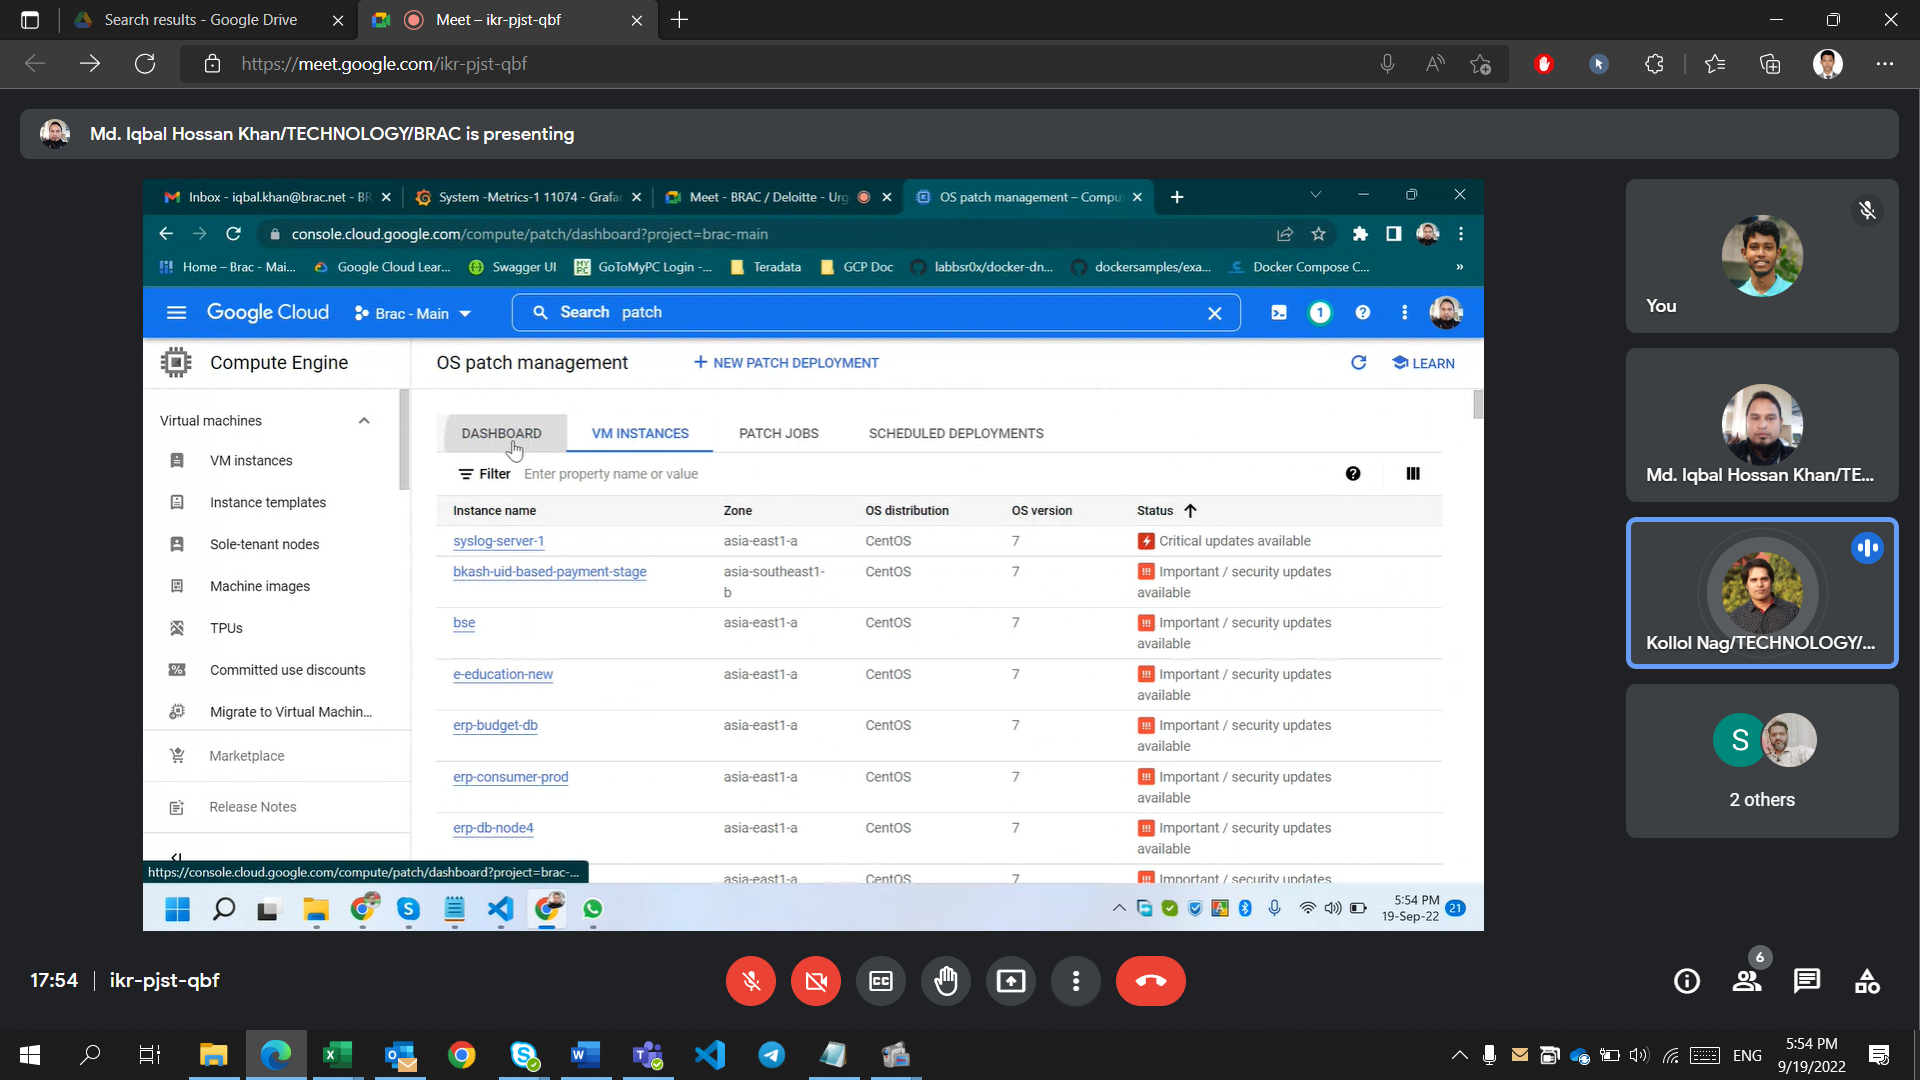 Search results - Google Drive
Meet – ikr-pjst-qbf
https://meet.google.com/ikr-pjst-qbf
Md. Iqbal Hossan Khan/TECHNOLOGY/BRAC is presenting
Inbox - iqbal.khan@brac.net - BR
System -Metrics-1 11074 - Grafa
Meet - BRAC / Deloitte - Urg
OS patch management – Compu
console.cloud.google.com/compute/patch/dashboard?project=brac-main
Home – Brac - Mai...
Google Cloud Lear...
Swagger UI
MY PC
GoToMyPC Login -...
Teradata
GCP Doc
labbsr0x/docker-dn...
dockersamples/exa...
Docker Compose C...
»
Google Cloud
Brac - Main
Search patch
1
Compute Engine
OS patch management
+ NEW PATCH DEPLOYMENT
LEARN
Virtual machines
VM instances
Instance templates
Sole-tenant nodes
Machine images
TPUs
Committed use discounts
Migrate to Virtual Machin...
Marketplace
Release Notes
DASHBOARD
VM INSTANCES
PATCH JOBS
SCHEDULED DEPLOYMENTS
Filter Enter property name or value
Instance name Zone OS distribution OS version Status
syslog-server-1 asia-east1-a CentOS 7 Critical updates available
bkash-uid-based-payment-stage asia-southeast1-b CentOS 7 Important / security updates available
bse asia-east1-a CentOS 7 Important / security updates available
e-education-new asia-east1-a CentOS 7 Important / security updates available
erp-budget-db asia-east1-a CentOS 7 Important / security updates available
erp-consumer-prod asia-east1-a CentOS 7 Important / security updates available
erp-db-node4 asia-east1-a CentOS 7 Important / security updates available
asia-east1-a CentOS 7 Important / security updates
https://console.cloud.google.com/compute/patch/dashboard?project=brac-...
5:54 PM
19-Sep-22
21
You
Md. Iqbal Hossan Khan/TE...
Kollol Nag/TECHNOLOGY/...
S
2 others
17:54
ikr-pjst-qbf
6
ENG
5:54 PM
9/19/2022